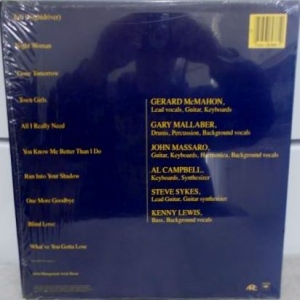 Woman
Tomorrow
Town Girls
All I Really Need
You Know Me Better Than I Do
Run Into Your Shadow
One More Goodbye
Blind Love
What've You Gotta Lose
GERARD McMAHON,
Lead vocals, Guitar, Keyboards
GARY MALLABER,
Drums, Percussion, Background vocals
JOHN MASSARO,
Guitar, Keyboards, Harmonica, Background vocals
AL CAMPBELL,
Keyboards, Synthesizer
STEVE SYKES,
Lead Guitar, Guitar synthesizer
KENNY LEWIS,
Bass, Background vocals